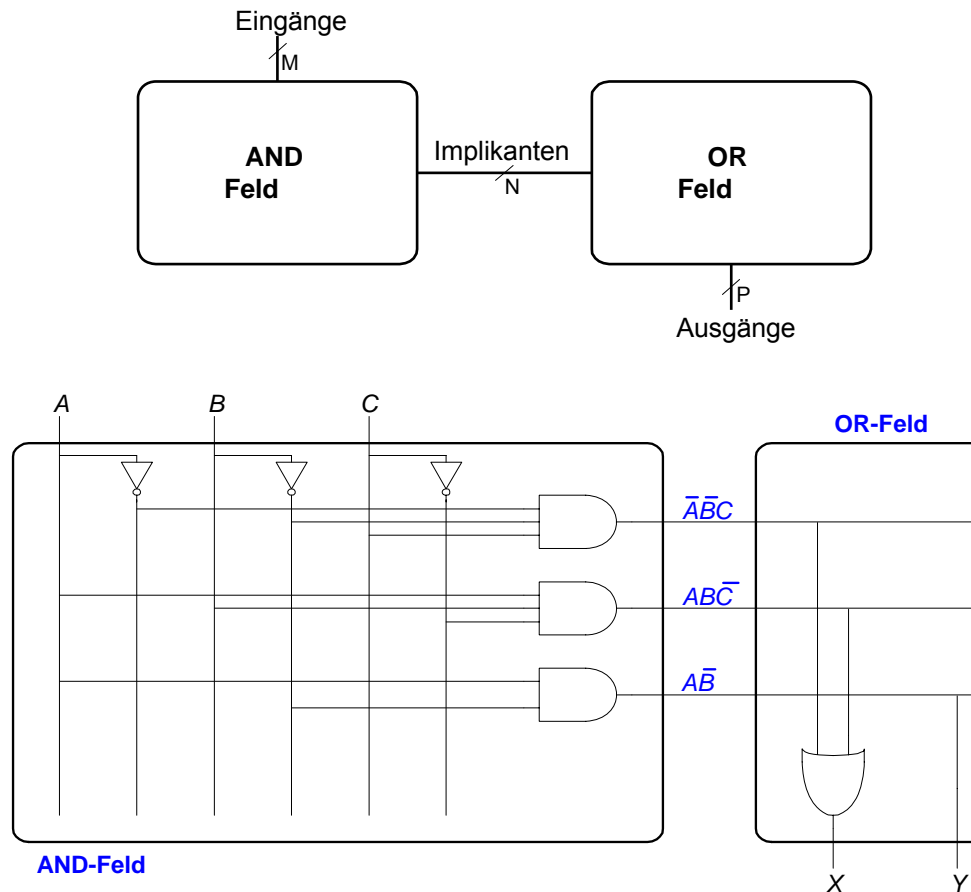 Eingänge
M
AND
Feld
Implikanten
N
OR
Feld
P
Ausgänge
A B C
OR-Feld
A̅B̅C
ABC̅
AB̅
AND-Feld
X Y